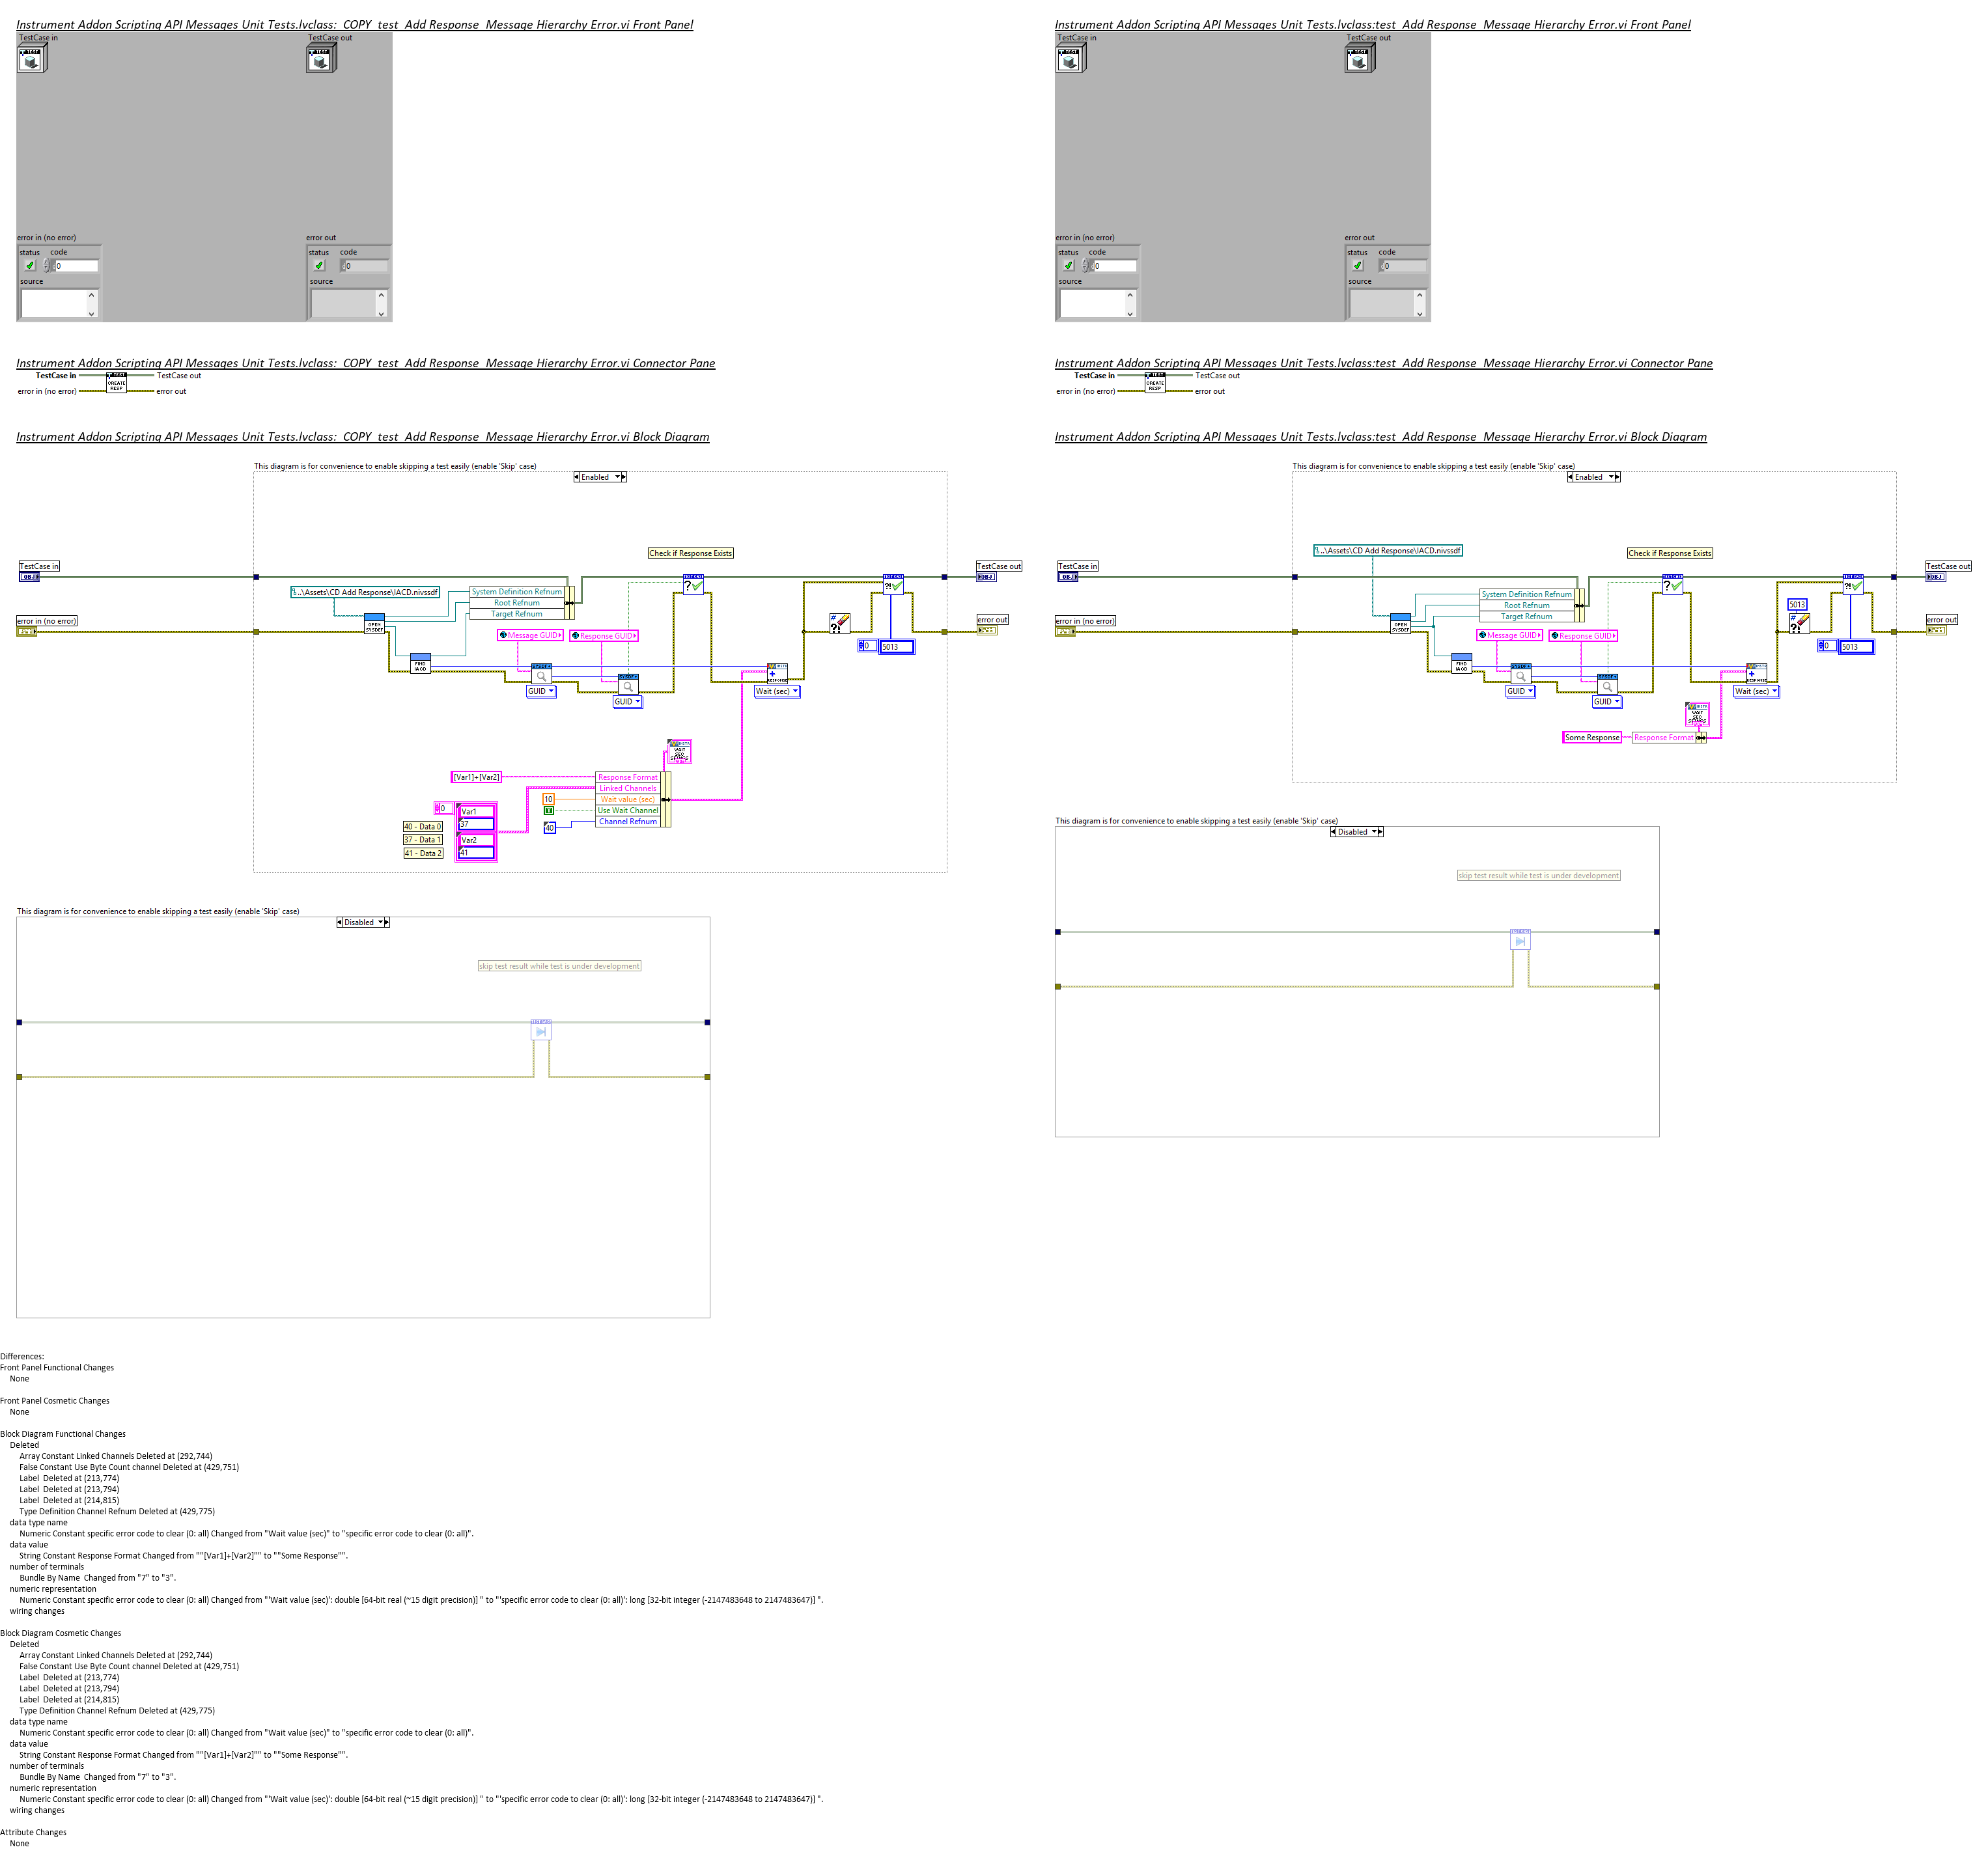 Instrument Addon Scripting API Messages Unit Tests.lvclass:_COPY_test_Add Response_Message Hierarchy Error.vi Front Panel
TestCase in
TestCase out
TEST
TEST
error in (no error)
error out
status
code
0
source
status
code
0
source
Instrument Addon Scripting API Messages Unit Tests.lvclass:_COPY_test_Add Response_Message Hierarchy Error.vi Connector Pane
TestCase in
TEST
CREATE
RESP
TestCase out
error in (no error)
error out
Instrument Addon Scripting API Messages Unit Tests.lvclass:_COPY_test_Add Response_Message Hierarchy Error.vi Block Diagram
This diagram is for convenience to enable skipping a test easily (enable 'Skip' case)
Enabled
Check if Response Exists
TestCase in
OBJ
TestCase out
OBJ
..\Assets\CD Add Response\IACD.nivssdf
System Definition Refnum
Root Refnum
Target Refnum
error in (no error)
error out
OPEN
SYSDEF
Message GUID
Response GUID
FIND
IACD
GUID
GUID
Wait (sec)
0
5013
WAIT
SEC
[Var1]+[Var2]
Response Format
Linked Channels
Wait value (sec)
Use Wait Channel
Channel Refnum
10
40
0
Var1
37
Var2
41
40 - Data 0
37 - Data 1
41 - Data 2
This diagram is for convenience to enable skipping a test easily (enable 'Skip' case)
Disabled
skip test result while test is under development
Instrument Addon Scripting API Messages Unit Tests.lvclass:test_Add Response_Message Hierarchy Error.vi Front Panel
TestCase in
TestCase out
TEST
TEST
error in (no error)
error out
status
code
0
source
status
code
0
source
Instrument Addon Scripting API Messages Unit Tests.lvclass:test_Add Response_Message Hierarchy Error.vi Connector Pane
TestCase in
TEST
CREATE
RESP
TestCase out
error in (no error)
error out
Instrument Addon Scripting API Messages Unit Tests.lvclass:test_Add Response_Message Hierarchy Error.vi Block Diagram
This diagram is for convenience to enable skipping a test easily (enable 'Skip' case)
Enabled
..\Assets\CD Add Response\IACD.nivssdf
Check if Response Exists
TestCase in
OBJ
TestCase out
OBJ
System Definition Refnum
Root Refnum
Target Refnum
error in (no error)
error out
OPEN
SYSDEF
Message GUID
Response GUID
5013
FIND
IACD
GUID
GUID
Wait (sec)
0
5013
WAIT
SEC
Some Response
Response Format
This diagram is for convenience to enable skipping a test easily (enable 'Skip' case)
Disabled
skip test result while test is under development
Differences:
Front Panel Functional Changes
None
Front Panel Cosmetic Changes
None
Block Diagram Functional Changes
Deleted
Array Constant Linked Channels Deleted at (292,744)
False Constant Use Byte Count channel Deleted at (429,751)
Label  Deleted at (213,774)
Label  Deleted at (213,794)
Label  Deleted at (214,815)
Type Definition Channel Refnum Deleted at (429,775)
data type name
Numeric Constant specific error code to clear (0: all) Changed from "Wait value (sec)" to "specific error code to clear (0: all)".
data value
String Constant Response Format Changed from ""[Var1]+[Var2]"" to ""Some Response"".
number of terminals
Bundle By Name  Changed from "7" to "3".
numeric representation
Numeric Constant specific error code to clear (0: all) Changed from "'Wait value (sec)': double [64-bit real (~15 digit precision)] " to "'specific error code to clear (0: all)': long [32-bit integer (-2147483648 to 2147483647)] ".
wiring changes
Block Diagram Cosmetic Changes
Deleted
Array Constant Linked Channels Deleted at (292,744)
False Constant Use Byte Count channel Deleted at (429,751)
Label  Deleted at (213,774)
Label  Deleted at (213,794)
Label  Deleted at (214,815)
Type Definition Channel Refnum Deleted at (429,775)
data type name
Numeric Constant specific error code to clear (0: all) Changed from "Wait value (sec)" to "specific error code to clear (0: all)".
data value
String Constant Response Format Changed from ""[Var1]+[Var2]"" to ""Some Response"".
number of terminals
Bundle By Name  Changed from "7" to "3".
numeric representation
Numeric Constant specific error code to clear (0: all) Changed from "'Wait value (sec)': double [64-bit real (~15 digit precision)] " to "'specific error code to clear (0: all)': long [32-bit integer (-2147483648 to 2147483647)] ".
wiring changes
Attribute Changes
None